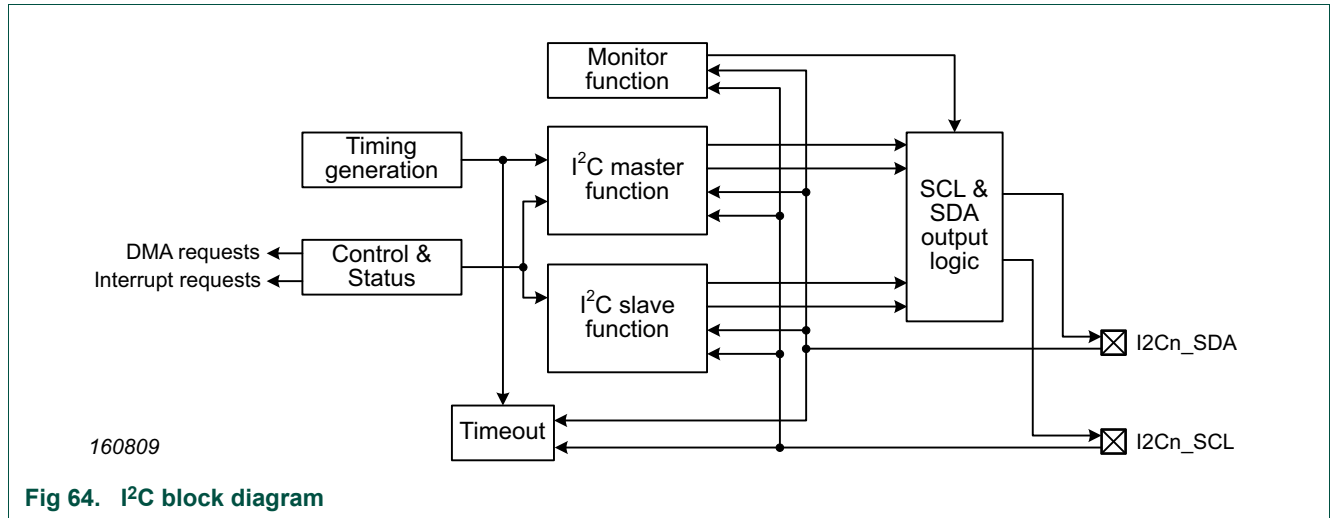 Monitor
function
Timing
generation
I²C master
function
SCL &
SDA
output
logic
DMA requests
Interrupt requests
Control &
Status
I²C slave
function
I2Cn_SDA
Timeout
I2Cn_SCL
160809
Fig 64. I²C block diagram